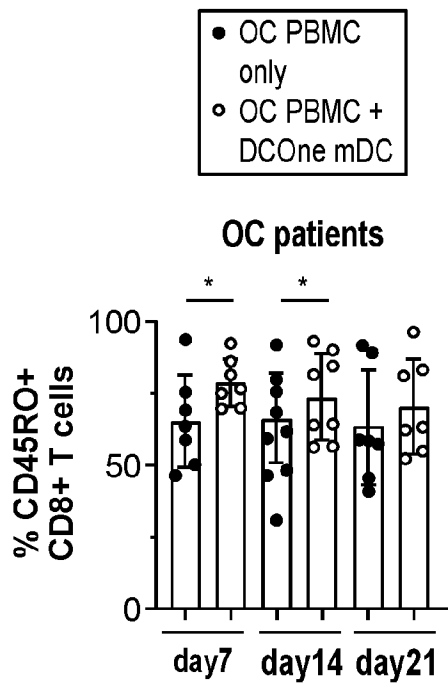 OC PBMC
only
OC PBMC +
DCOne mDC
OC patients
* *
100
50
0
% CD45RO+
CD8+ T cells
day7 day14 day21